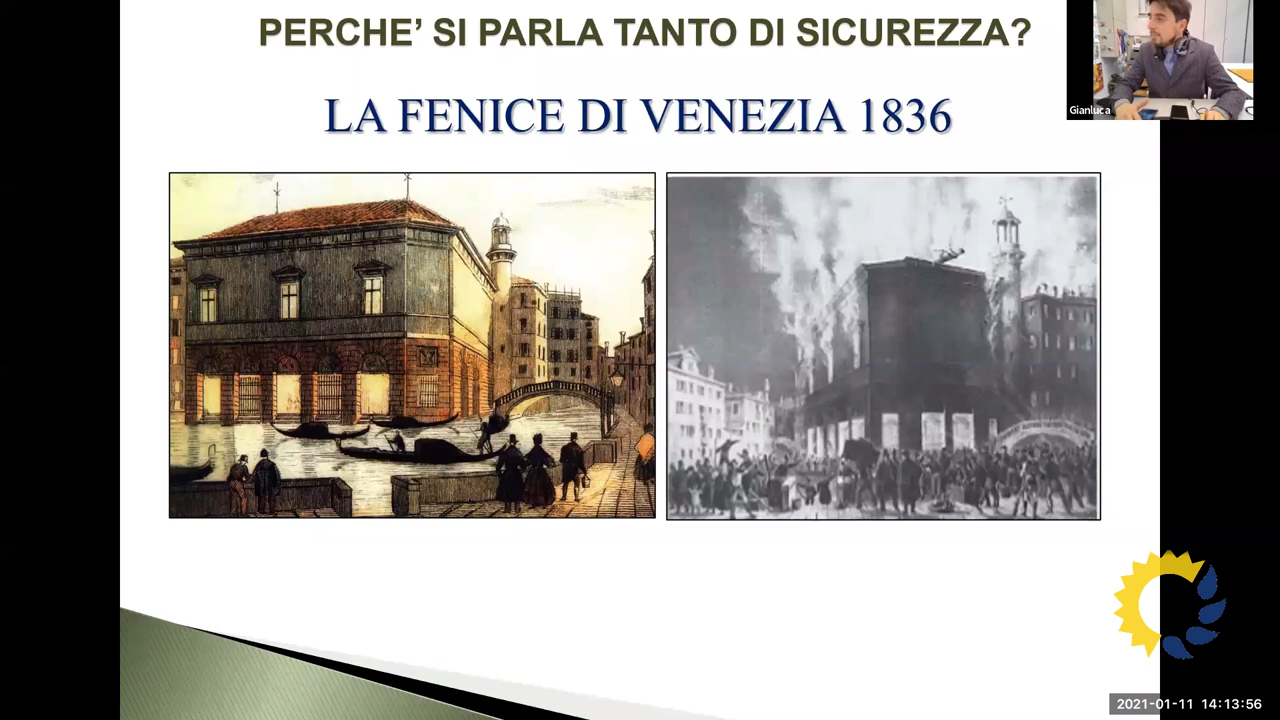 PERCHE’ SI PARLA TANTO DI SICUREZZA?
LA FENICE DI VENEZIA 1836
Gianluca
2021-01-11 14:13:56